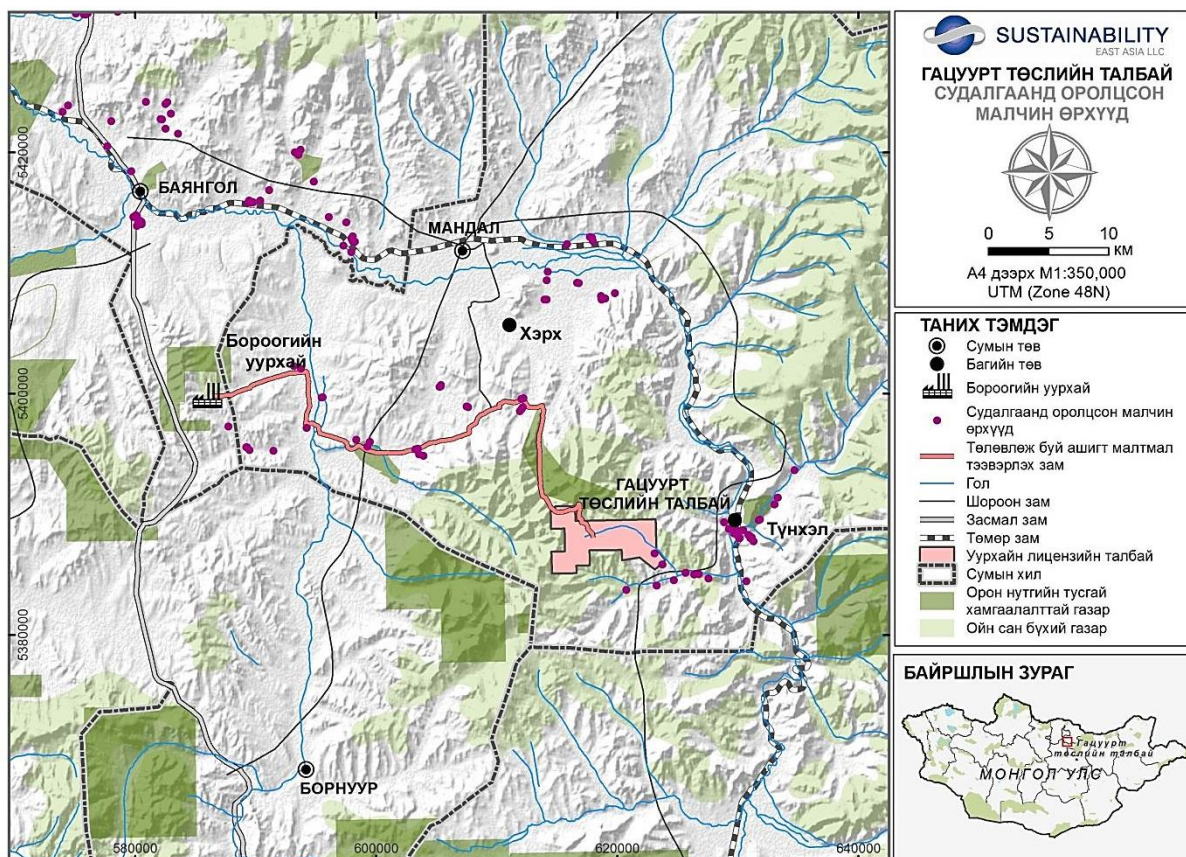 SUSTAINABILITY
EAST ASIA LLC
ГАЦУУРТ ТӨСЛИЙН ТАЛБАЙ
СУДАЛГААНД ОРОЛЦСОН
МАЛЧИН ӨРХҮҮД
0 5 10
КМ
А4 дээрх М1:350,000
UTM (Zone 48N)
ТАНИХ ТЭМДЭГ
Сумын төв
Багийн төв
Бороогийн уурхай
Судалгаанд оролцсон малчин
өрхүүд
Төлөвлөж буй ашигт малтмал
тээвэрлэх зам
Гол
Шороон зам
Засмал зам
Төмөр зам
Уурхайн лицензийн талбай
Сумын хил
Орон нутгийн тусгай
хамгаалалттай газар
Ойн сан бүхий газар
БАЙРШЛЫН ЗУРАГ
Гацуурт
төслийн талбай
МОНГОЛ УЛС
БАЯНГОЛ
МАНДАЛ
Хэрх
Бороогийн
уурхай
ГАЦУУРТ
ТӨСЛИЙН ТАЛБАЙ
Түнхэл
БОРНУУР
5420000
5400000
5380000
580000
600000
620000
640000